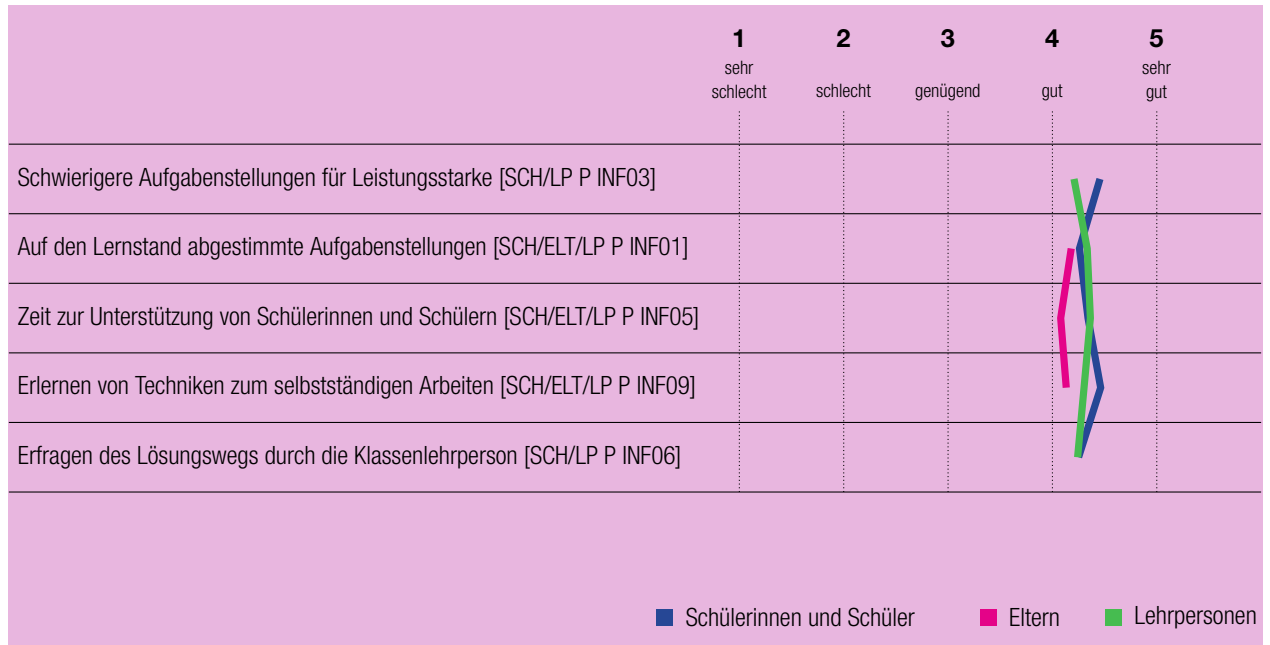 1 2 3 4 5
sehr schlecht schlecht genügend gut sehr gut
Schwierigere Aufgabenstellungen für Leistungsstarke [SCH/LP P INF03]
Auf den Lernstand abgestimmte Aufgabenstellungen [SCH/ELT/LP P INF01]
Zeit zur Unterstützung von Schülerinnen und Schülern [SCH/ELT/LP P INF05]
Erlernen von Techniken zum selbstständigen Arbeiten [SCH/ELT/LP P INF09]
Erfragen des Lösungswegs durch die Klassenlehrperson [SCH/LP P INF06]
Schülerinnen und Schüler Eltern Lehrpersonen